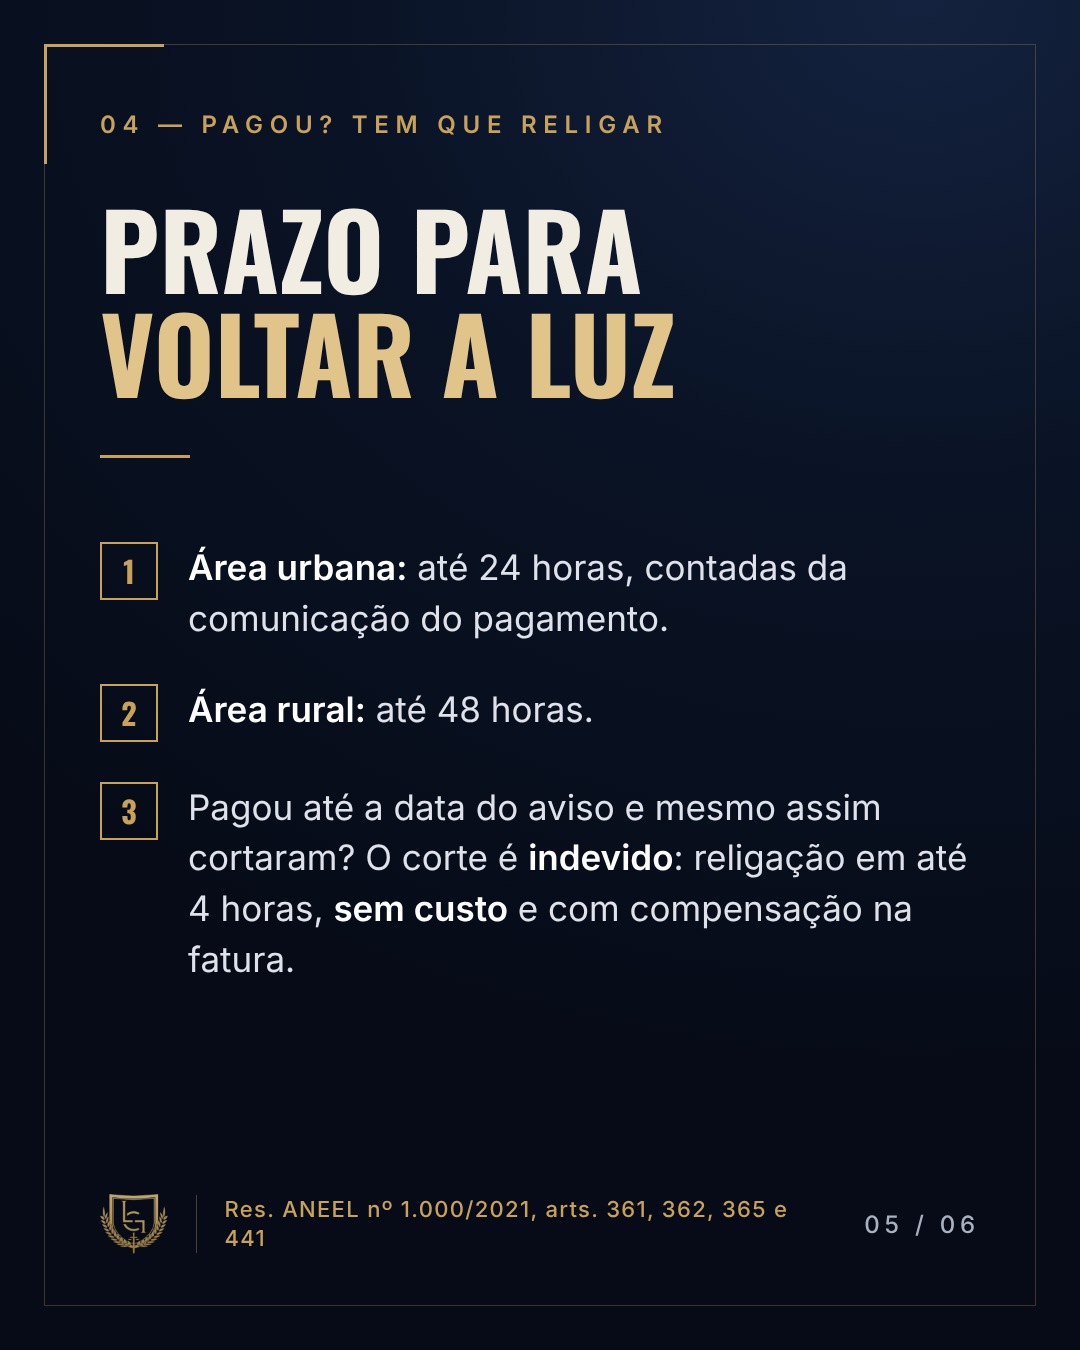 04 — PAGOU? TEM QUE RELIGAR
PRAZO PARA
VOLTAR A LUZ
1 Área urbana: até 24 horas, contadas da
comunicação do pagamento.
2 Área rural: até 48 horas.
3 Pagou até a data do aviso e mesmo assim
cortaram? O corte é indevido: religação em até
4 horas, sem custo e com compensação na
fatura.
Res. ANEEL nº 1.000/2021, arts. 361, 362, 365 e
441
05 / 06